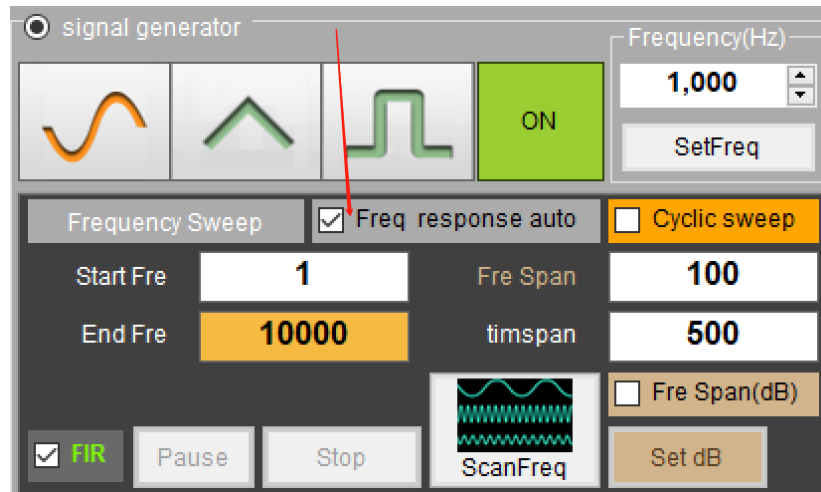 signal generator
Frequency(Hz)
1,000
ON
SetFreq
Frequency Sweep
Freq response auto
Cyclic sweep
Start Fre
1
Fre Span
100
End Fre
10000
timspan
500
Fre Span(dB)
FIR
Pause
Stop
ScanFreq
Set dB